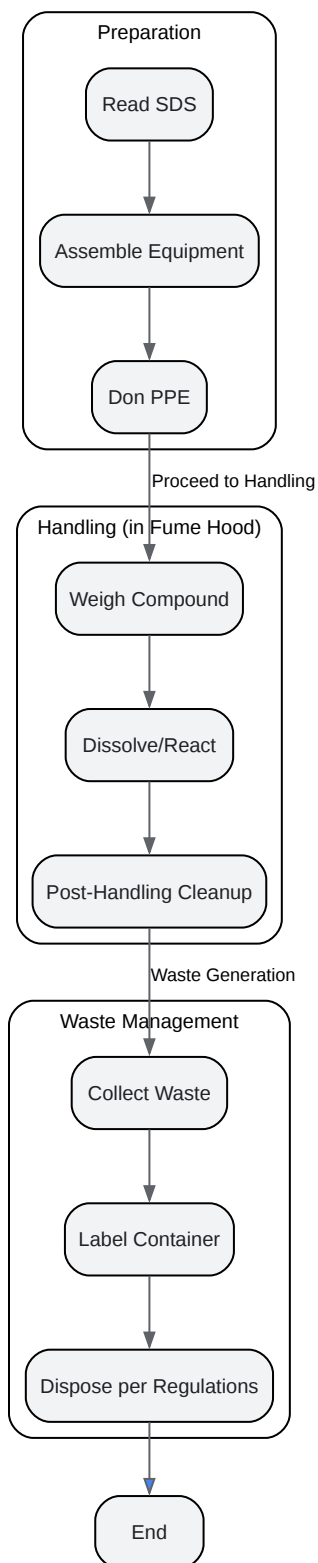 Preparation
Read SDS
Assemble Equipment
Don PPE
Proceed to Handling
Handling (in Fume Hood)
Weigh Compound
Dissolve/React
Post-Handling Cleanup
Waste Generation
Waste Management
Collect Waste
Label Container
Dispose per Regulations
End